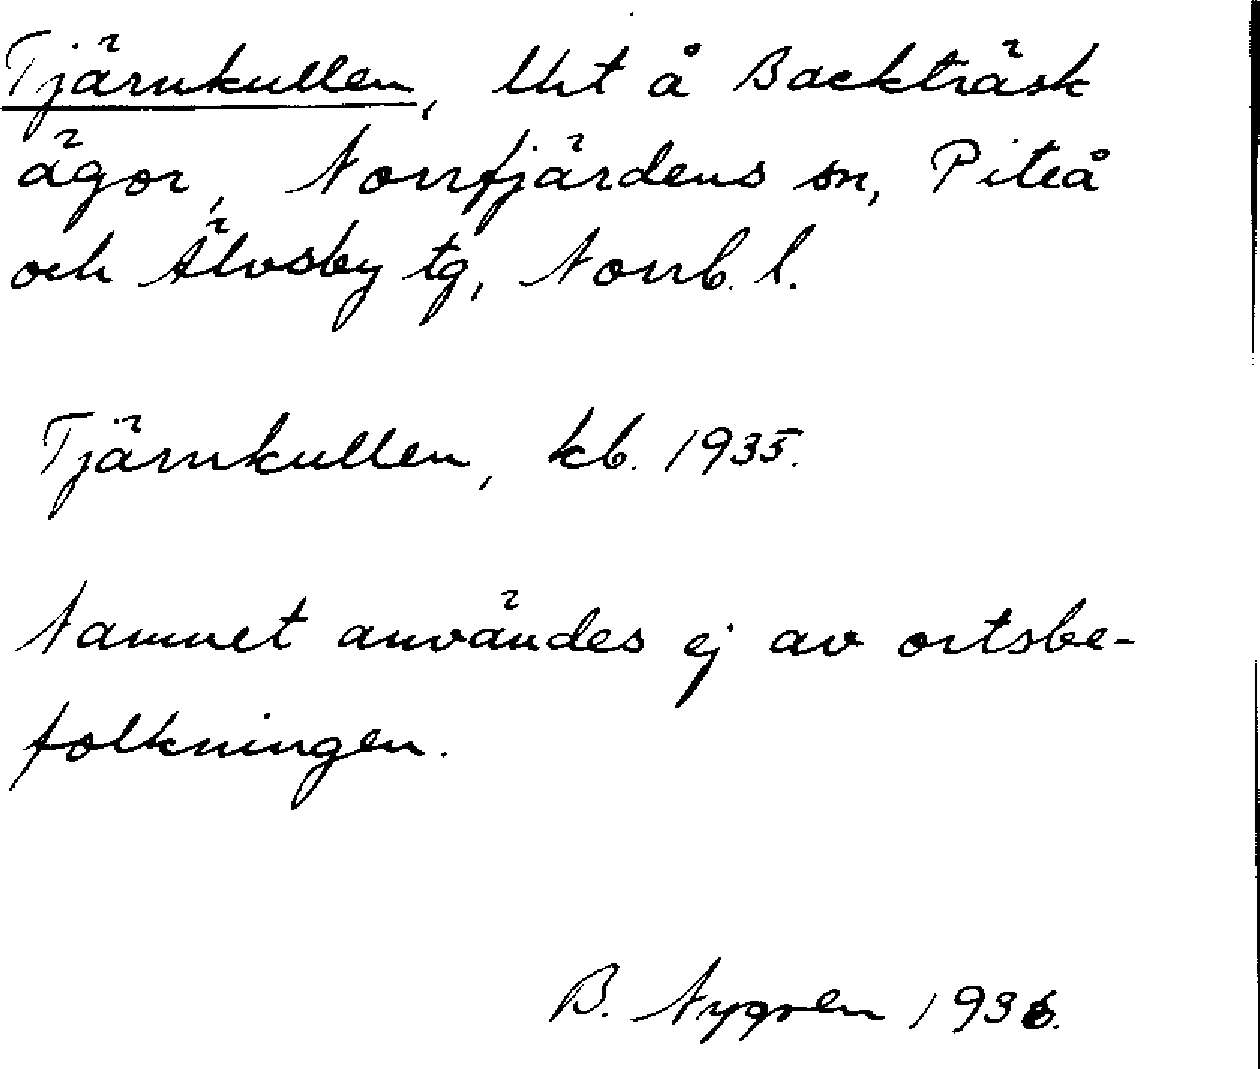 Tjärnkullen, lht å Backträsk
ägor, Norrfjärdens sn, Piteå
och Älvsby tg, Norrb. l.
Tjärnkullen, kb. 1935.
Namnet användes ej av ortsbe-
folkningen.
B. Nygren 1936.